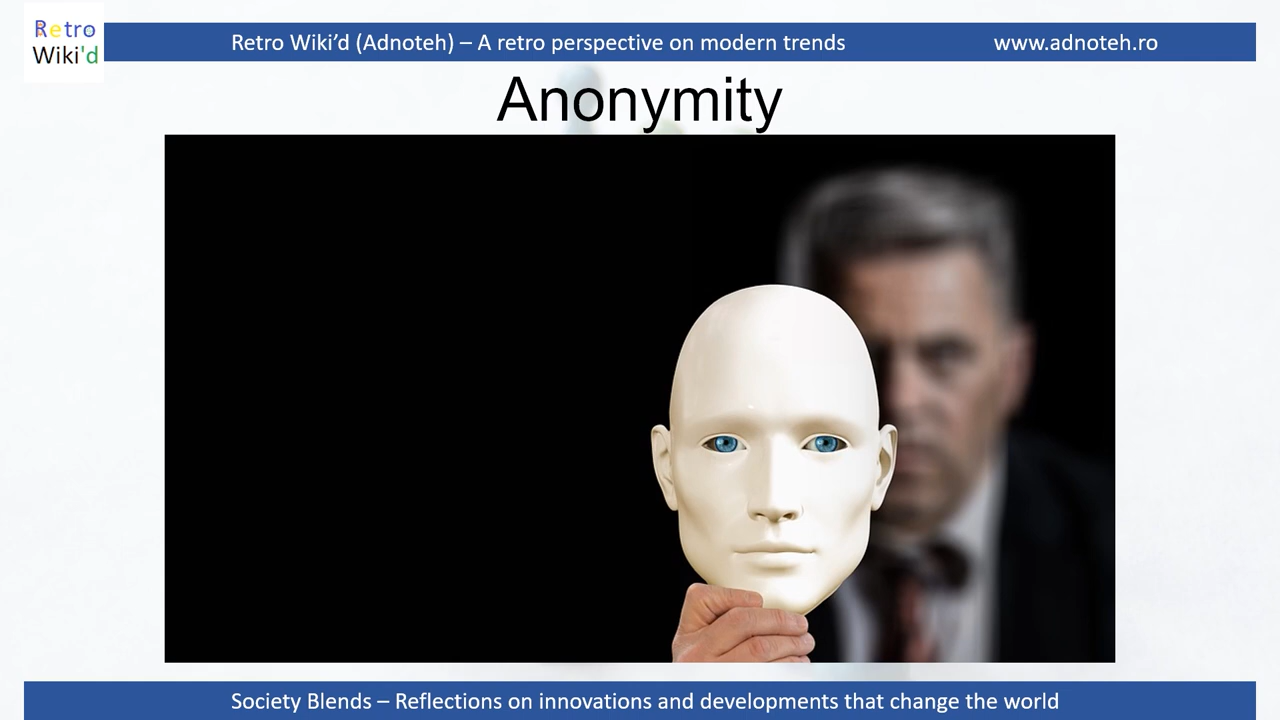 Retro
Wiki'd
Retro Wiki’d (Adnoteh) – A retro perspective on modern trends
www.adnoteh.ro
Anonymity
Society Blends – Reflections on innovations and developments that change the world